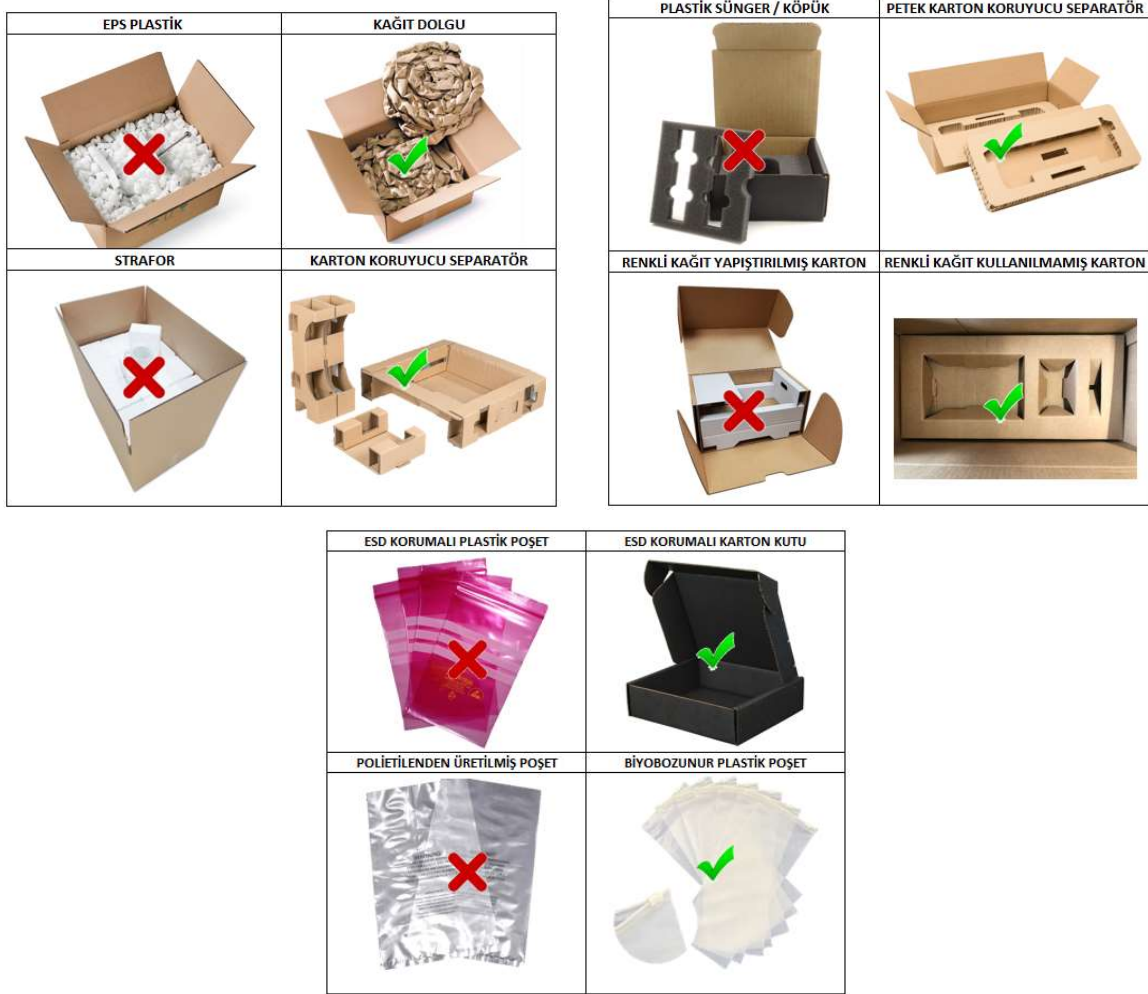 EPS PLASTİK
KAĞIT DOLGU
STRAFOR
KARTON KORUYUCU SEPARATÖR
PLASTİK SÜNGER / KÖPÜK
PETEK KARTON KORUYUCU SEPARATÖR
RENKLİ KAĞIT YAPIŞTIRILMIŞ KARTON
RENKLİ KAĞIT KULLANILMAMIŞ KARTON
ESD KORUMALI PLASTİK POŞET
ESD KORUMALI KARTON KUTU
POLİETİLENDEN ÜRETİLMİŞ POŞET
BİYOBOZUNUR PLASTİK POŞET